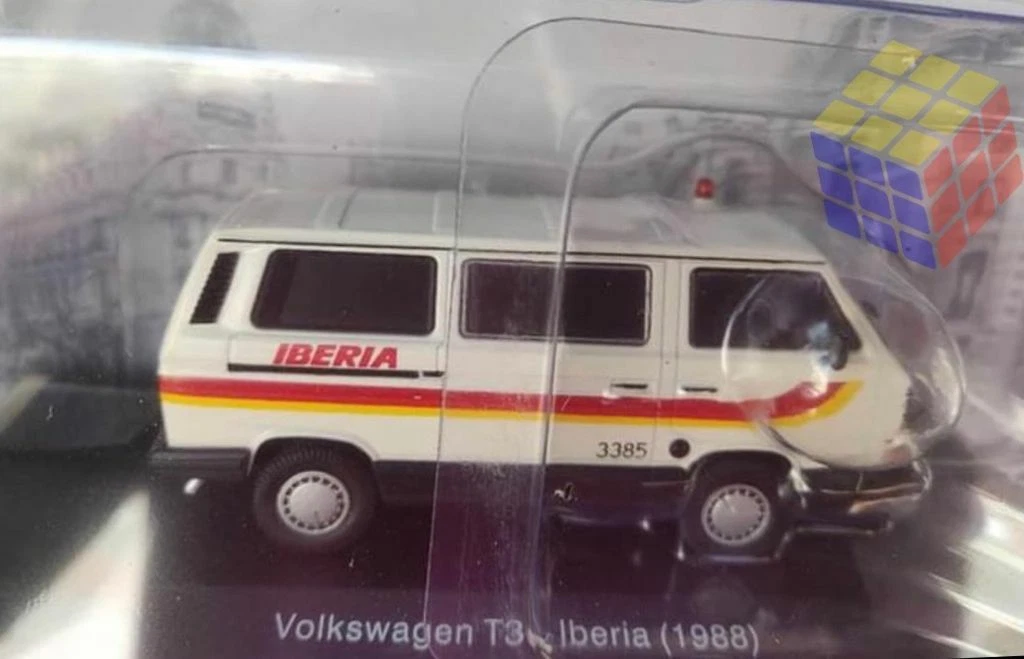 IBERIA
3385
Volkswagen T3 - Iberia (1988)